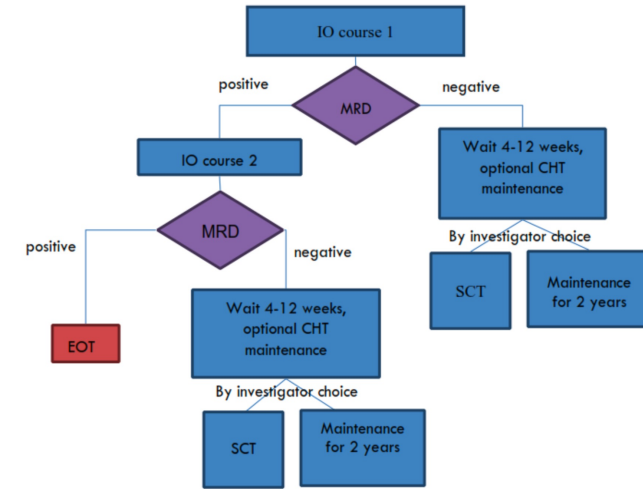 IO course 1
positive
negative
MRD
IO course 2
Wait 4-12 weeks,
optional CHT
maintenance
MRD
By investigator choice
positive
negative
SCT
Maintenance
for 2 years
EOT
Wait 4-12 weeks,
optional CHT
maintenance
By investigator choice
SCT
Maintenance
for 2 years